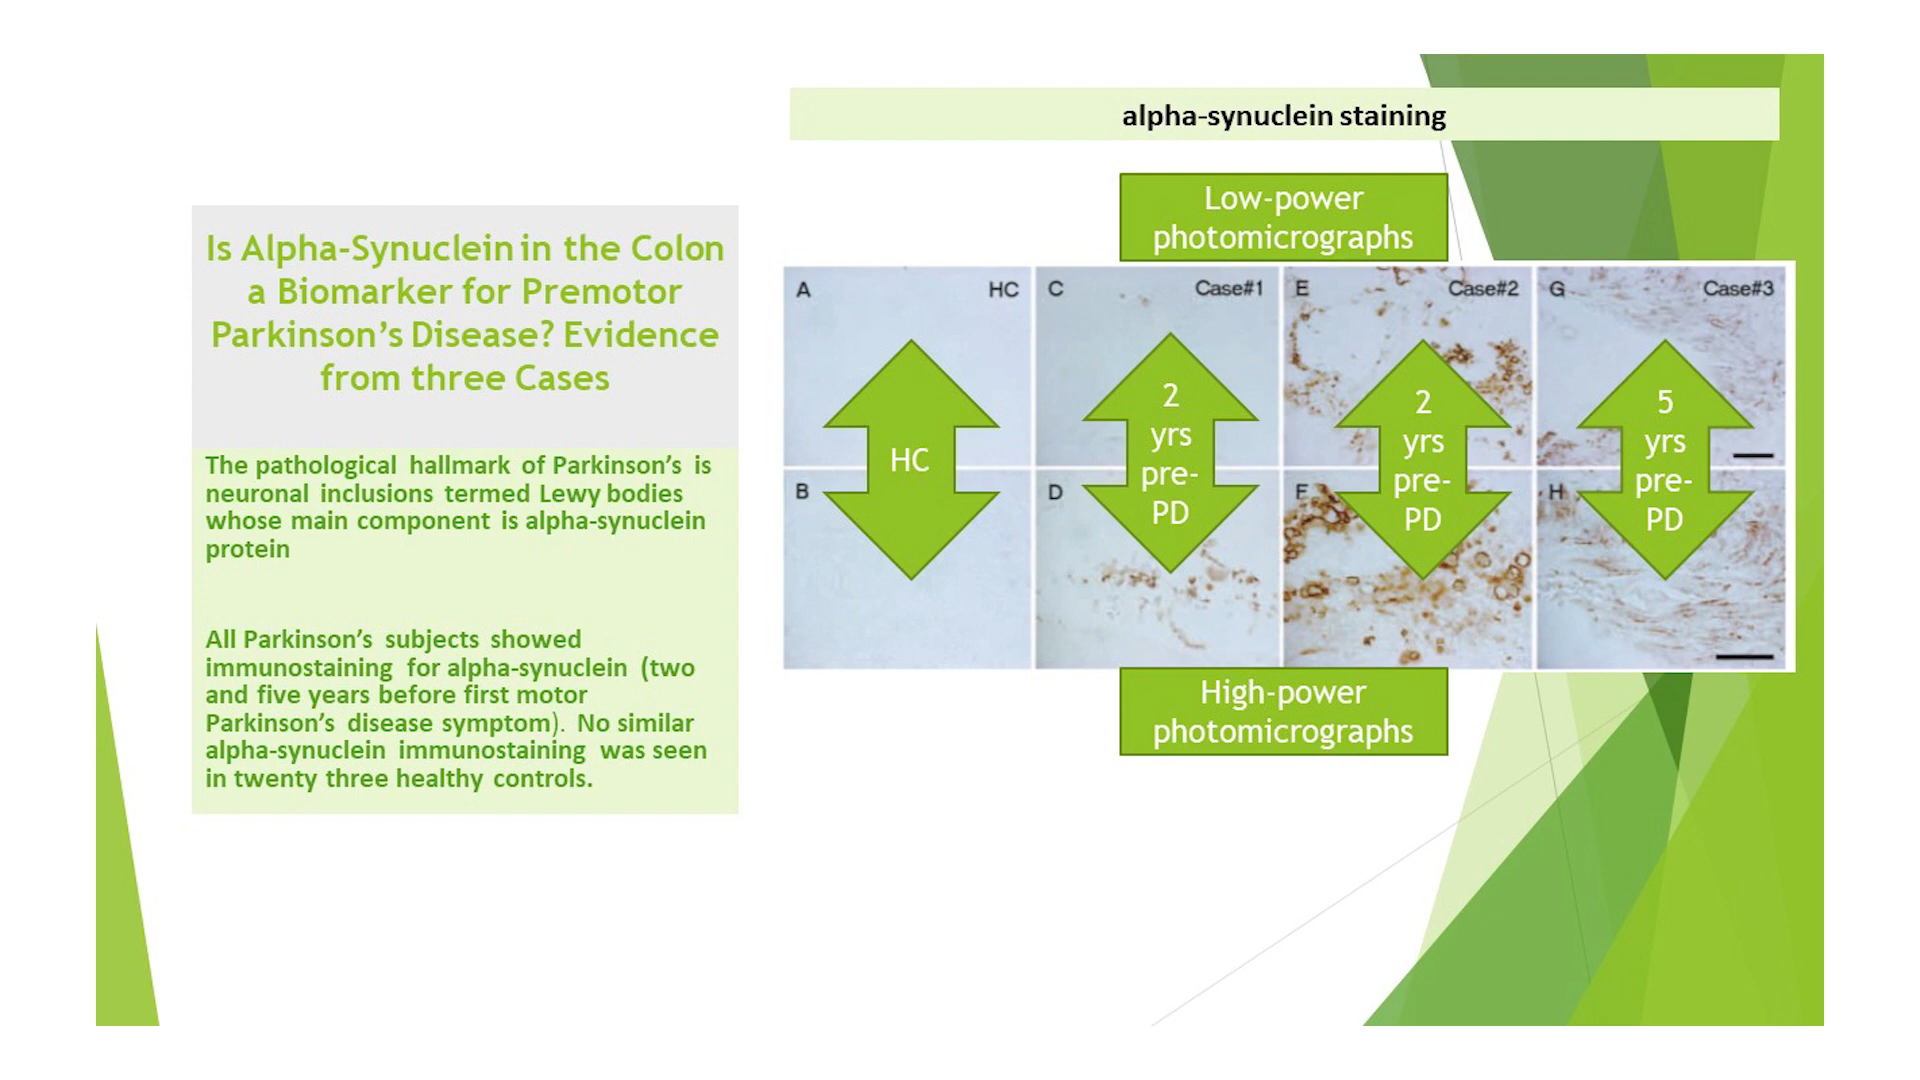 alpha-synuclein staining
Low-power
photomicrographs
Is Alpha-Synuclein in the Colon
a Biomarker for Premotor
Parkinson's Disease? Evidence
from three Cases
The pathological hallmark of Parkinson's is
neuronal inclusions termed Lewy bodies
whose main component is alpha-synuclein
protein
All Parkinson's subjects showed
immunostaining for alpha-synuclein (two
and five years before first motor
Parkinson's disease symptom). No similar
alpha-synuclein immunostaining was seen
in twenty three healthy controls.
A HC C Case#1 E Case#2 G Case#3
HC
2
yrs
pre-
PD
2
yrs
pre-
PD
5
yrs
pre-
PD
B D F H
High-power
photomicrographs